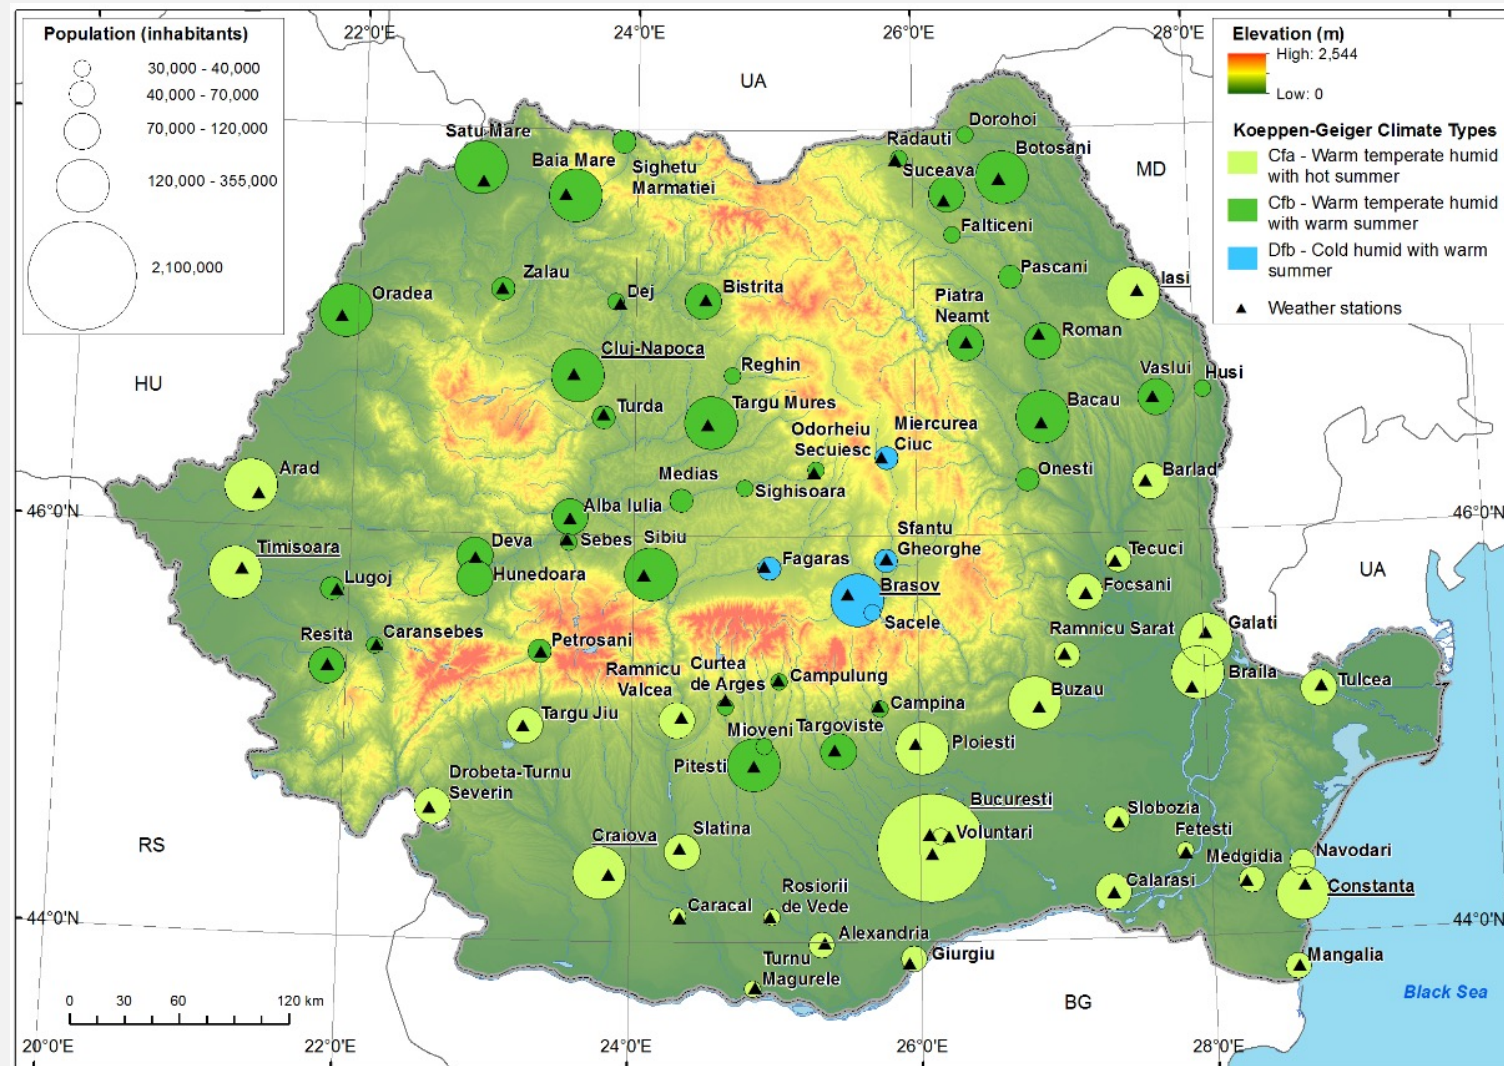 Population (inhabitants)
30,000 - 40,000
40,000 - 70,000
70,000 - 120,000
120,000 - 355,000
2,100,000
22°0'E
24°0'E
26°0'E
28°0'E
Elevation (m)
High: 2,544
Low: 0
Koeppen-Geiger Climate Types
Cfa - Warm temperate humid
with hot summer
Cfb - Warm temperate humid
with warm summer
Dfb - Cold humid with warm
summer
Weather stations
UA
MD
HU
UA
RS
BG
Satu Mare
Baia Mare
Sighetu
Marmatiei
Radauti
Dorohoi
Botosani
Suceava
Falticeni
Pascani
Iasi
Zalau
Dej
Bistrita
Oradea
Piatra
Neamt
Roman
Cluj-Napoca
Reghin
Vaslui
Husi
Turda
Targu Mures
Bacau
Odorheiu
Secuiesc
Miercurea
Ciuc
Arad
Medias
Sighisoara
Onesti
Barlad
46°0'N
46°0'N
Alba Iulia
Sebes
Sibiu
Timisoara
Deva
Hunedoara
Lugoj
Fagaras
Sfantu
Gheorghe
Brasov
Sacele
Tecuci
Focsani
Resita
Caransebes
Petrosani
Ramnicu Sarat
Galati
Braila
Tulcea
Ramnicu
Valcea
Curtea
de Arges
Campulung
Campina
Buzau
Targu Jiu
Mioveni
Targoviste
Pitesti
Ploiesti
Drobeta-Turnu
Severin
Bucuresti
Voluntari
Slobozia
Fetesti
Craiova
Slatina
Medgidia
Navodari
Constanta
Calarasi
Caracal
Rosiorii
de Vede
Alexandria
Giurgiu
Turnu
Magurele
Mangalia
44°0'N
44°0'N
Black Sea
0
30
60
120 km
20°0'E
22°0'E
24°0'E
26°0'E
28°0'E